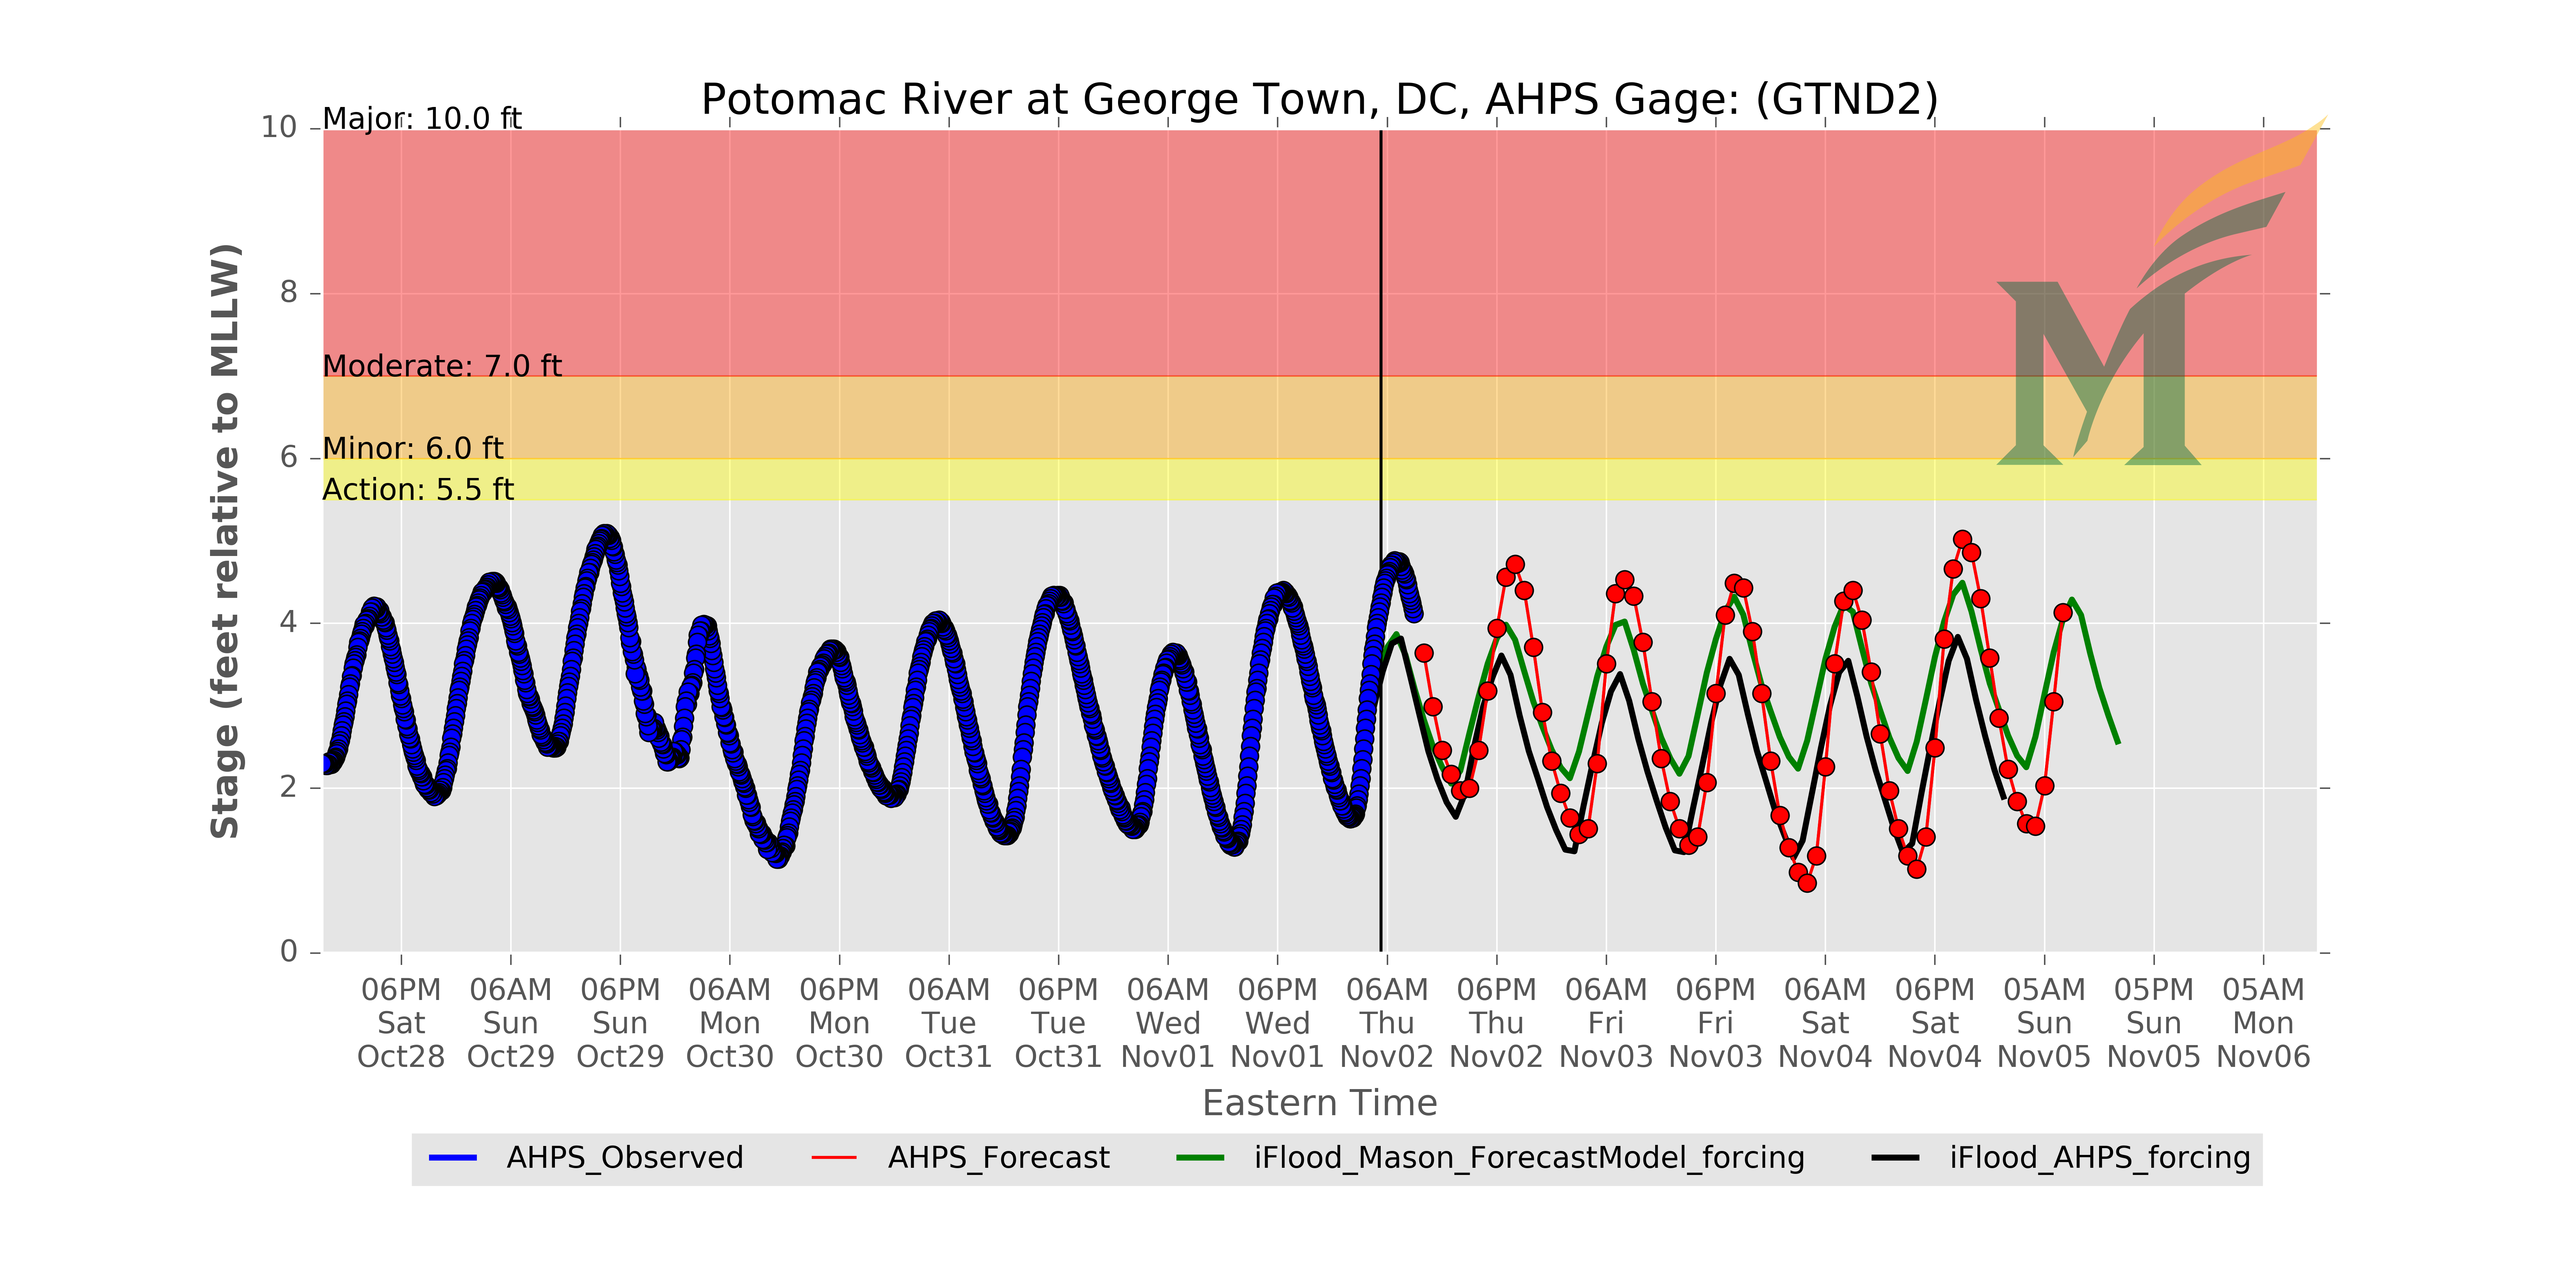 Potomac River at George Town, DC, AHPS Gage: (GTND2)
Major: 10.0 ft
Moderate: 7.0 ft
Minor: 6.0 ft
Action: 5.5 ft
10
8
6
4
2
0
Stage (feet relative to MLLW)
06PM 06AM 06PM 06AM 06PM 06AM 06PM 06AM 06PM 06AM 06PM 06AM 06PM 06AM 06PM 05AM 05PM 05AM
Sat Sun Sun Mon Mon Tue Tue Wed Wed Thu Thu Fri Fri Sat Sat Sun Sun Mon
Oct28 Oct29 Oct29 Oct30 Oct30 Oct31 Oct31 Nov01 Nov01 Nov02 Nov02 Nov03 Nov03 Nov04 Nov04 Nov05 Nov05 Nov06
Eastern Time
AHPS_Observed AHPS_Forecast iFlood_Mason_ForecastModel_forcing iFlood_AHPS_forcing
M